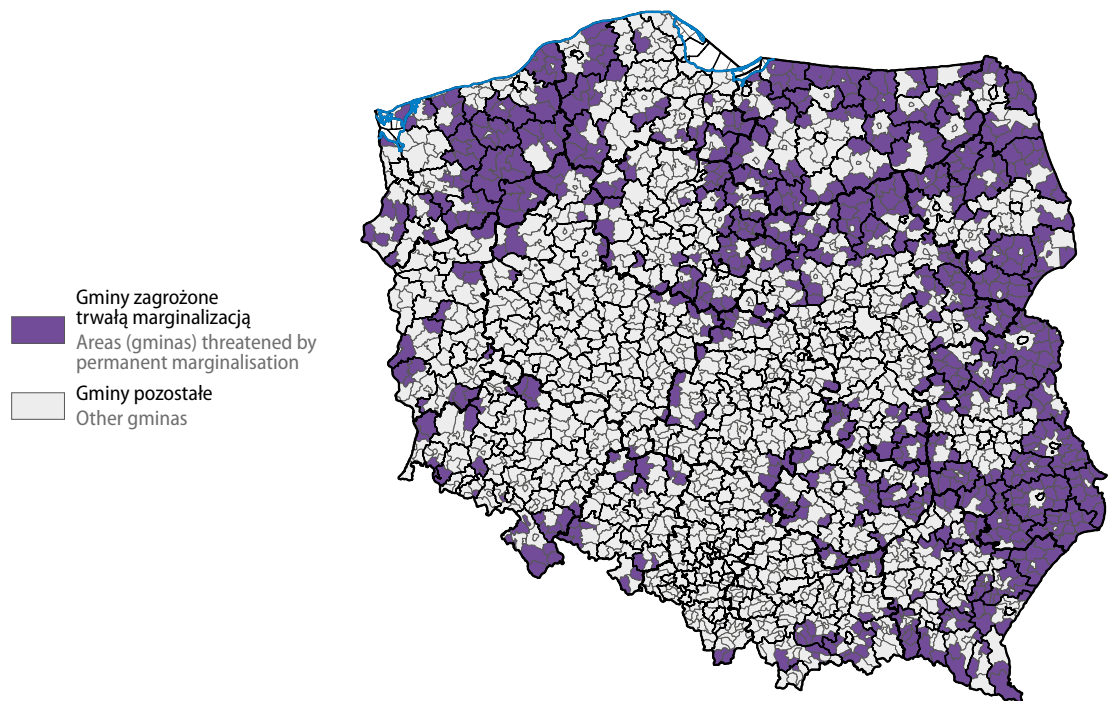 Gminy zagrożone
trwałą marginalizacją
Areas (gminas) threatened by
permanent marginalisation
Gminy pozostałe
Other gminas